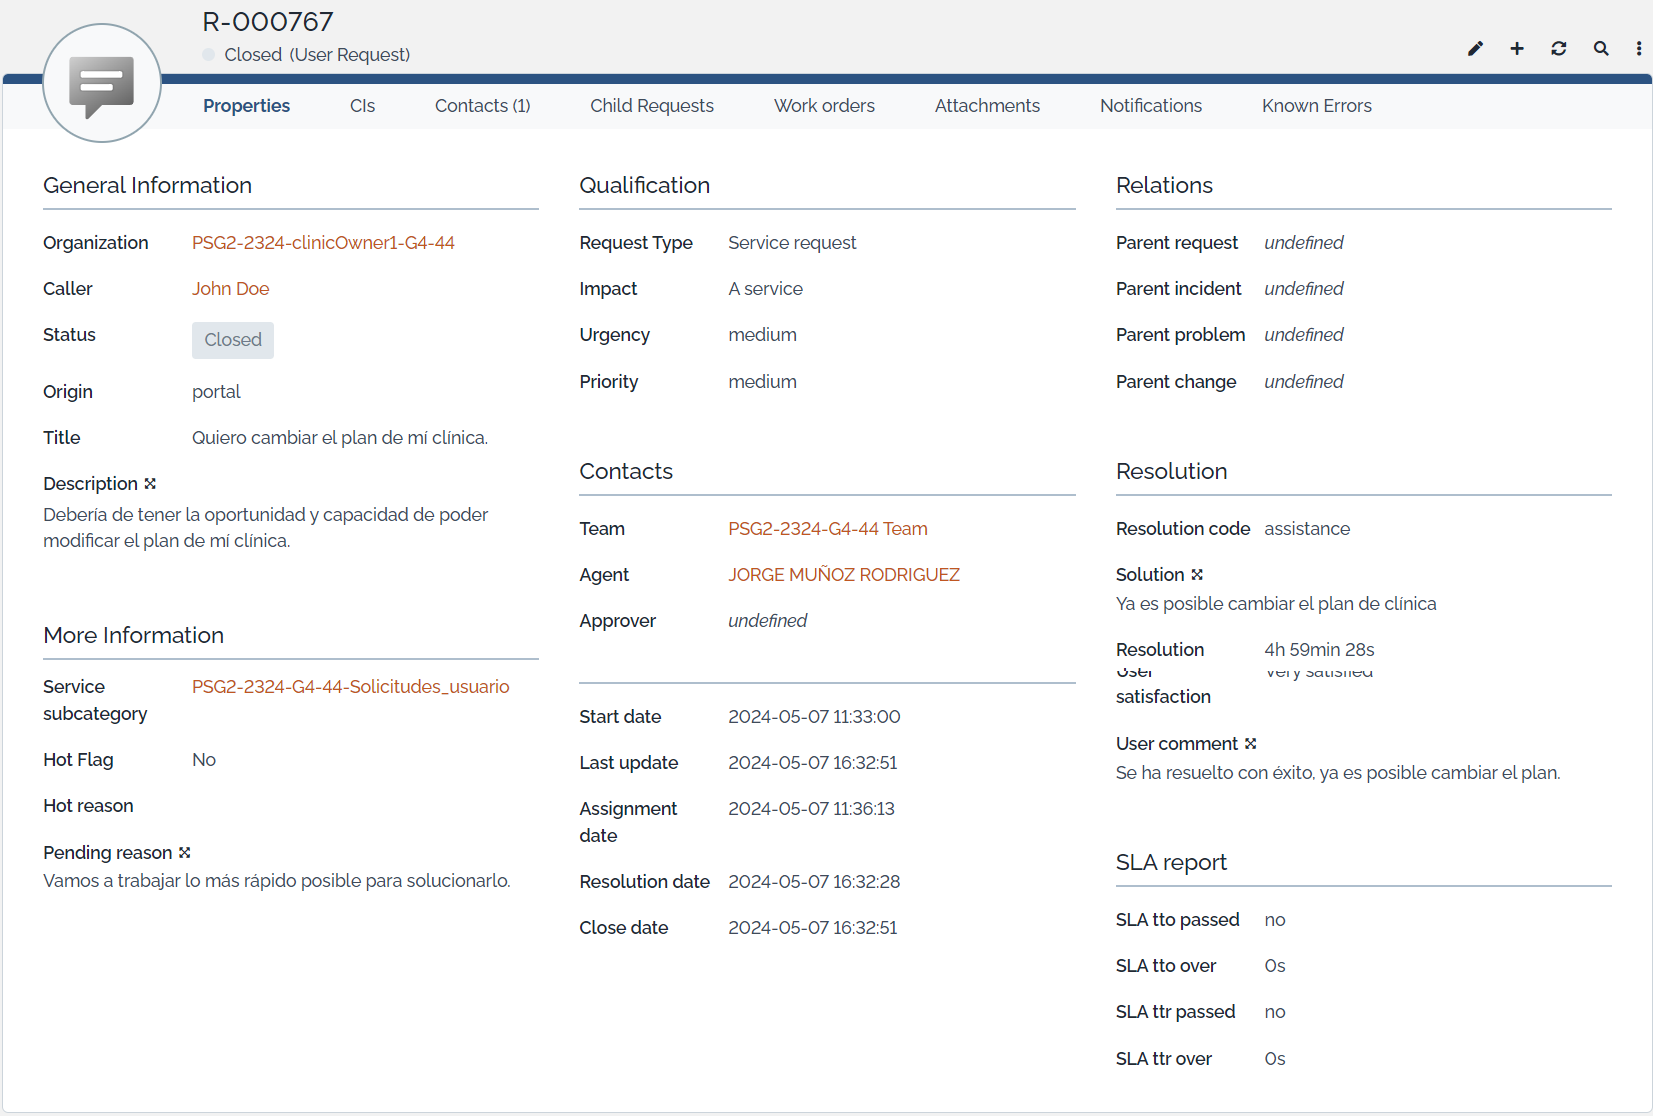 R-000767
Closed (User Request)
Properties
CIs
Contacts (1)
Child Requests
Work orders
Attachments
Notifications
Known Errors
General Information
Organization PSG2-2324-clinicOwner1-G4-44
Caller John Doe
Status Closed
Origin portal
Title Quiero cambiar el plan de mí clínica.
Description
Debería de tener la oportunidad y capacidad de poder
modificar el plan de mí clínica.
More Information
Service PSG2-2324-G4-44-Solicitudes_usuario
subcategory
Hot Flag No
Hot reason
Pending reason
Vamos a trabajar lo más rápido posible para solucionarlo.
Qualification
Request Type Service request
Impact A service
Urgency medium
Priority medium
Contacts
Team PSG2-2324-G4-44 Team
Agent JORGE MUÑOZ RODRIGUEZ
Approver undefined
Start date 2024-05-07 11:33:00
Last update 2024-05-07 16:32:51
Assignment 2024-05-07 11:36:13
date
Resolution date 2024-05-07 16:32:28
Close date 2024-05-07 16:32:51
Relations
Parent request undefined
Parent incident undefined
Parent problem undefined
Parent change undefined
Resolution
Resolution code assistance
Solution
Ya es posible cambiar el plan de clínica
Resolution 4h 59min 28s
User Very satisfied
satisfaction
User comment
Se ha resuelto con éxito, ya es posible cambiar el plan.
SLA report
SLA tto passed no
SLA tto over 0s
SLA ttr passed no
SLA ttr over 0s